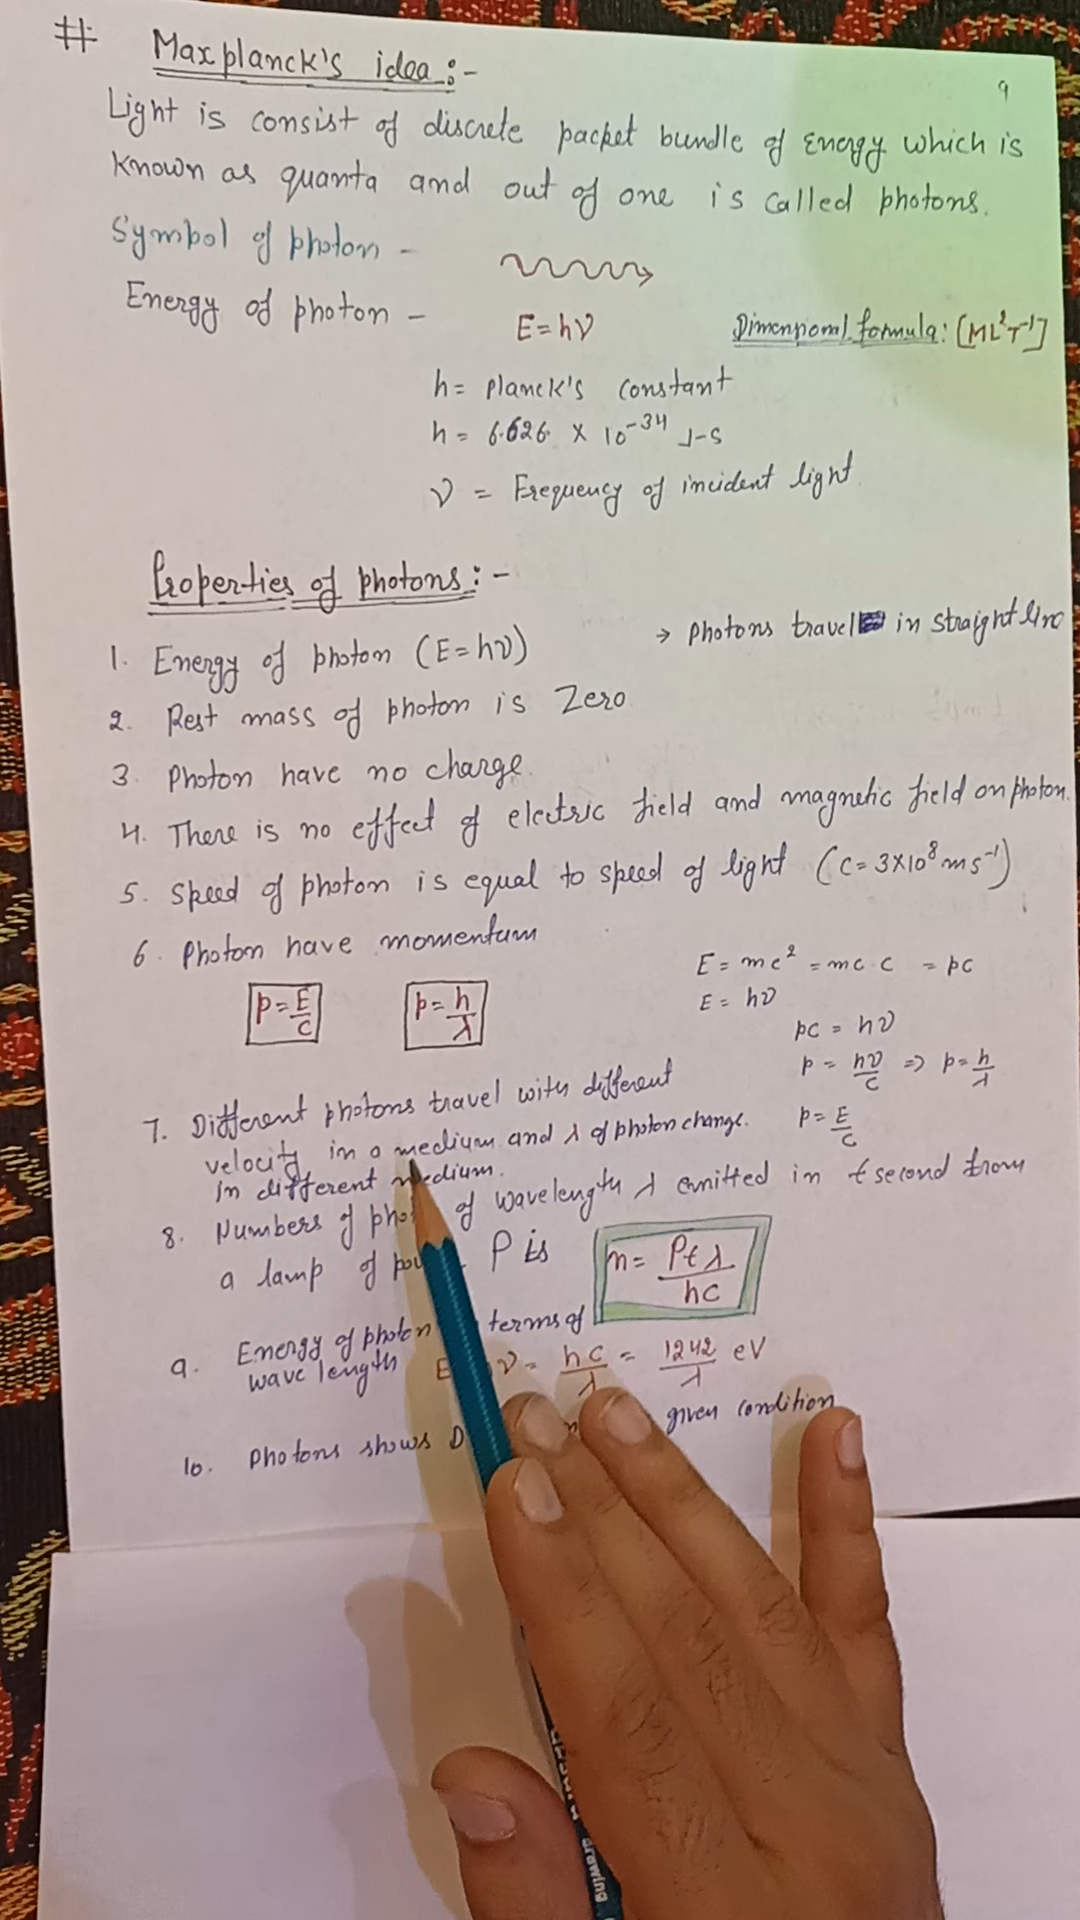 # Maxplanck's idea :-
9
Light is consist of discrete packet bundle of Energy which is
known as quanta and out of one is called photons.
Symbol of photon -
Energy of photon - E = hν Dimensional formula: [ML²T⁻¹]
h = Planck's constant
h = 6.626 × 10⁻³⁴ J-S
ν = Frequency of incident light
Properties of photons :-
→ Photons travel in straight line
1. Energy of photon (E=hν)
2. Rest mass of photon is Zero
3. Photon have no charge.
4. There is no effect of electric field and magnetic field on photon.
5. Speed of photon is equal to speed of light (C = 3×10⁸ ms⁻¹)
6. Photon have momentum
p = E/C p = h/λ
E = mc² = mc·c = pc
E = hν
pc = hν
p = hν/c ⇒ p = h/λ
p = E/C
7. Different photons travel with different
velocity in a medium and λ of photon change.
in different medium.
8. Numbers of of wavelength λ emitted in t second from
a lamp of P is n = Ptλ/hc
9. Energy of photon terms of
wave length E ν = hc/λ = 1242/λ eV
10. Photons shows given condition